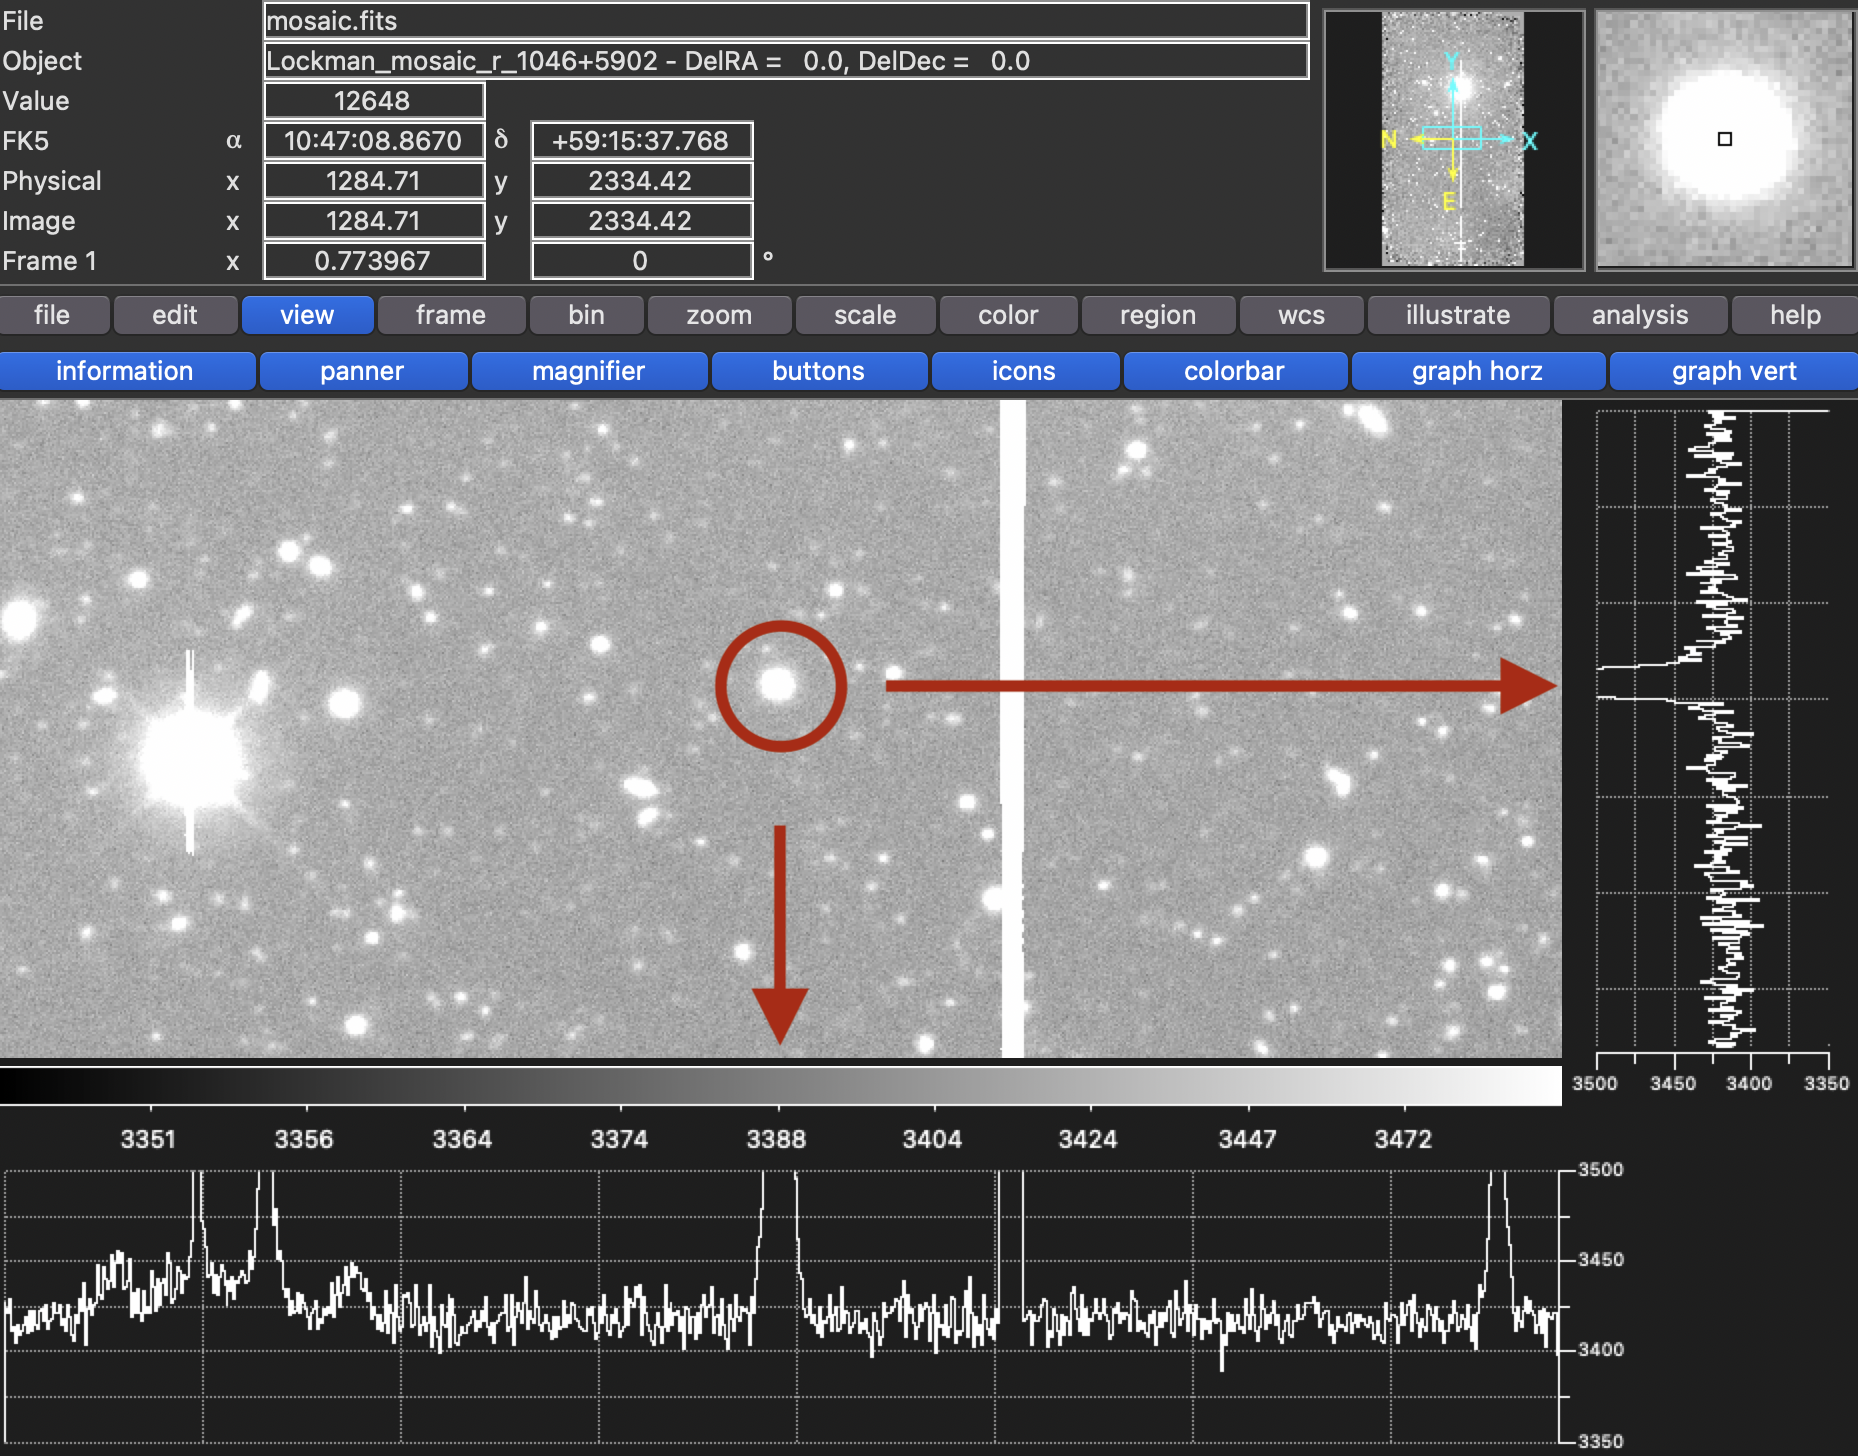 File mosaic.fits
Object Lockman_mosaic_r_1046+5902 - DelRA = 0.0, DelDec = 0.0
Value 12648
FK5 α 10:47:08.8670 δ +59:15:37.768
Physical x 1284.71 y 2334.42
Image x 1284.71 y 2334.42
Frame 1 x 0.773967 0 °
Y
N X
E
file edit view frame bin zoom scale color region wcs illustrate analysis help
information panner magnifier buttons icons colorbar graph horz graph vert
3500 3450 3400 3350
3351 3356 3364 3374 3388 3404 3424 3447 3472
3500
3450
3400
3350